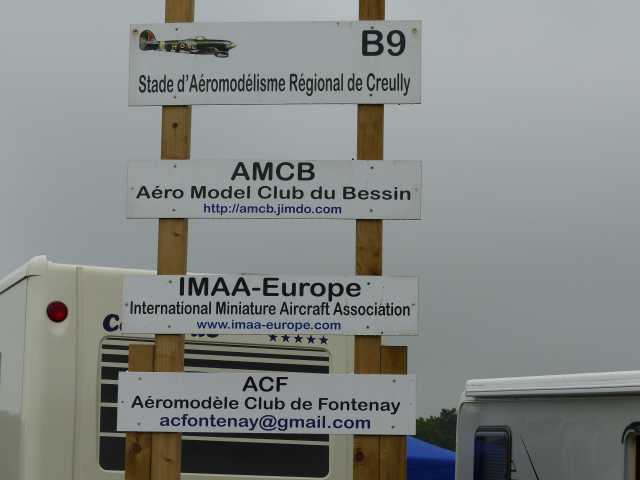 B9
Stade d'Aéromodélisme Régional de Creully
AMCB
Aéro Model Club du Bessin
http://amcb.jimdo.com
IMAA-Europe
International Miniature Aircraft Association
www.imaa-europe.com
ACF
Aéromodèle Club de Fontenay
acfontenay@gmail.com